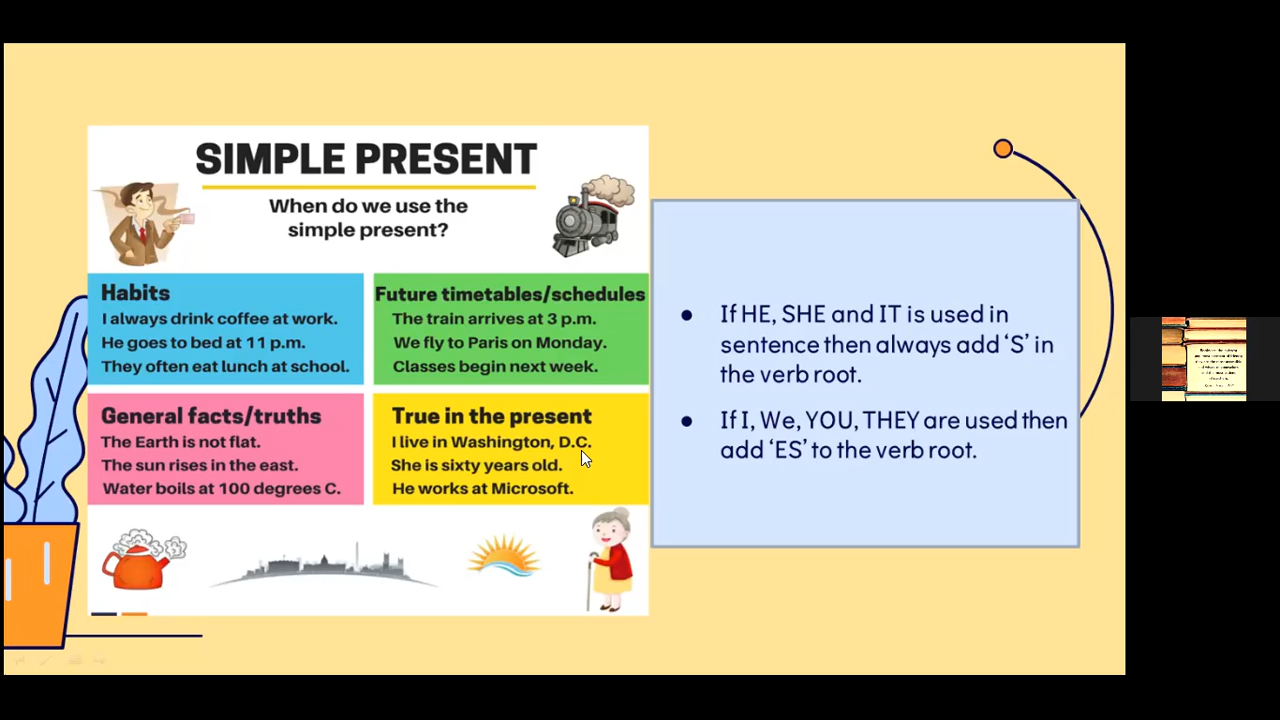 SIMPLE PRESENT
When do we use the
simple present?
Habits
I always drink coffee at work.
He goes to bed at 11 p.m.
They often eat lunch at school.
Future timetables/schedules
The train arrives at 3 p.m.
We fly to Paris on Monday.
Classes begin next week.
General facts/truths
The Earth is not flat.
The sun rises in the east.
Water boils at 100 degrees C.
True in the present
I live in Washington, D.C.
She is sixty years old.
He works at Microsoft.
● If HE, SHE and IT is used in
sentence then always add ‘S’ in
the verb root.
● If I, We, YOU, THEY are used then
add ‘ES’ to the verb root.